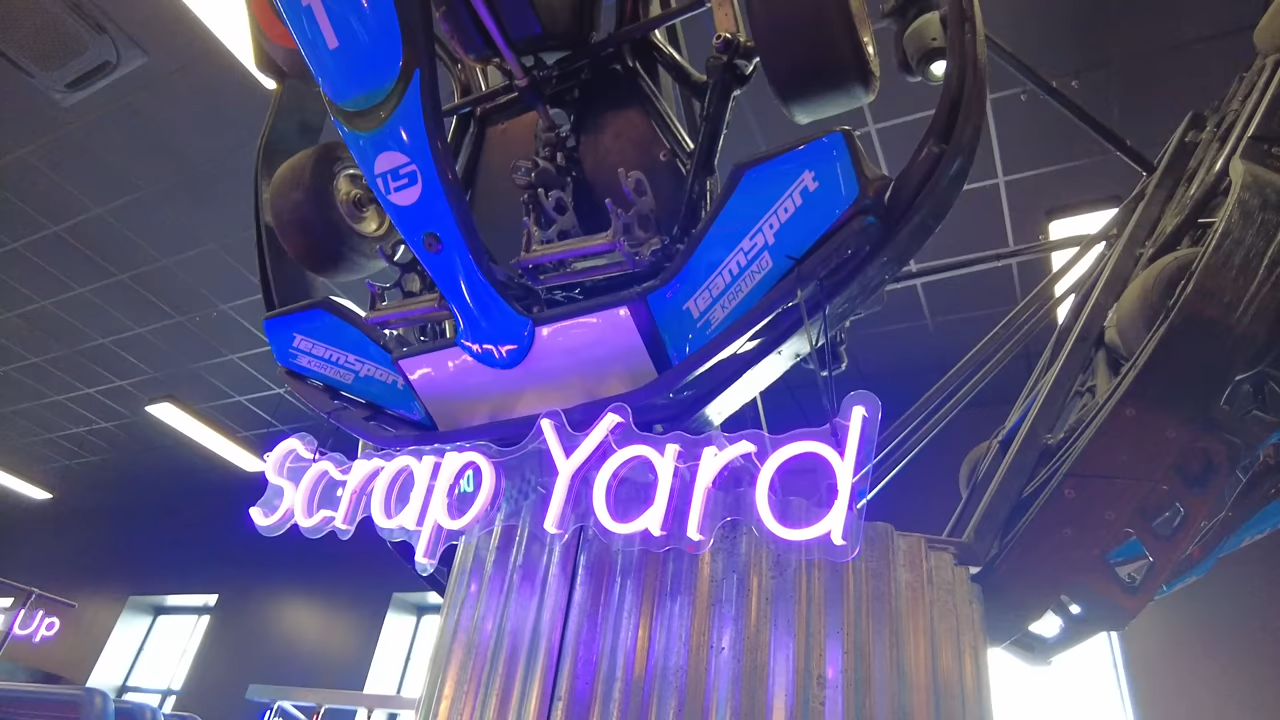 1
TS
TeamSport
KARTING
TeamSport
KARTING
Scrap Yard
Up